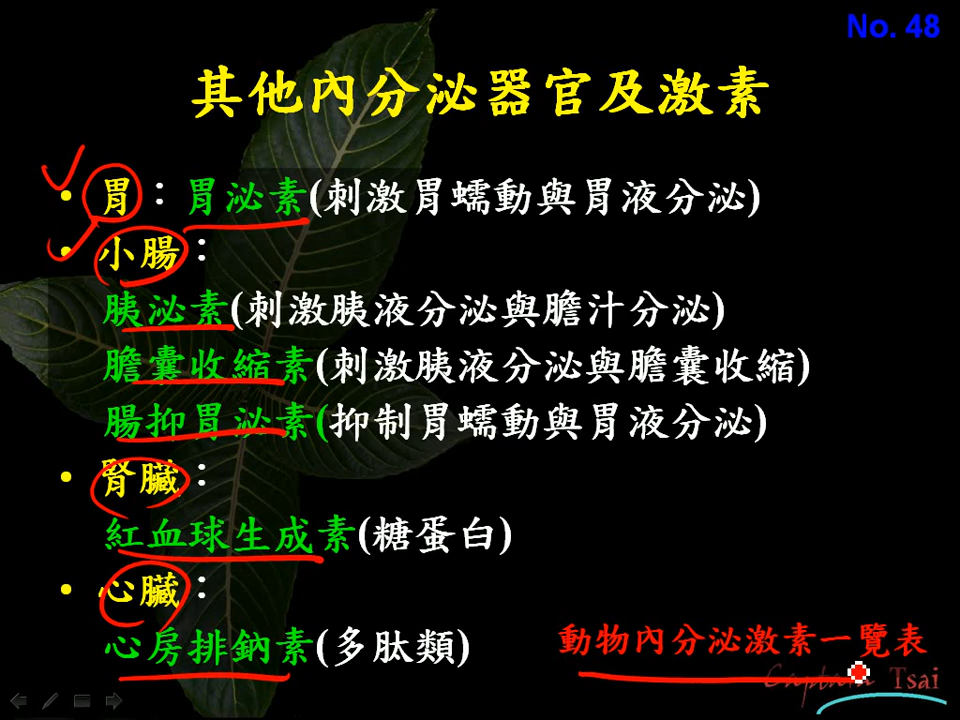 No. 48
其他內分泌器官及激素
• 胃：胃泌素(刺激胃蠕動與胃液分泌)
• 小腸：
胰泌素(刺激胰液分泌與膽汁分泌)
膽囊收縮素(刺激胰液分泌與膽囊收縮)
腸抑胃泌素(抑制胃蠕動與胃液分泌)
• 腎臟：
紅血球生成素(糖蛋白)
• 心臟：
心房排鈉素(多肽類)
動物內分泌激素一覽表
Captain Tsai